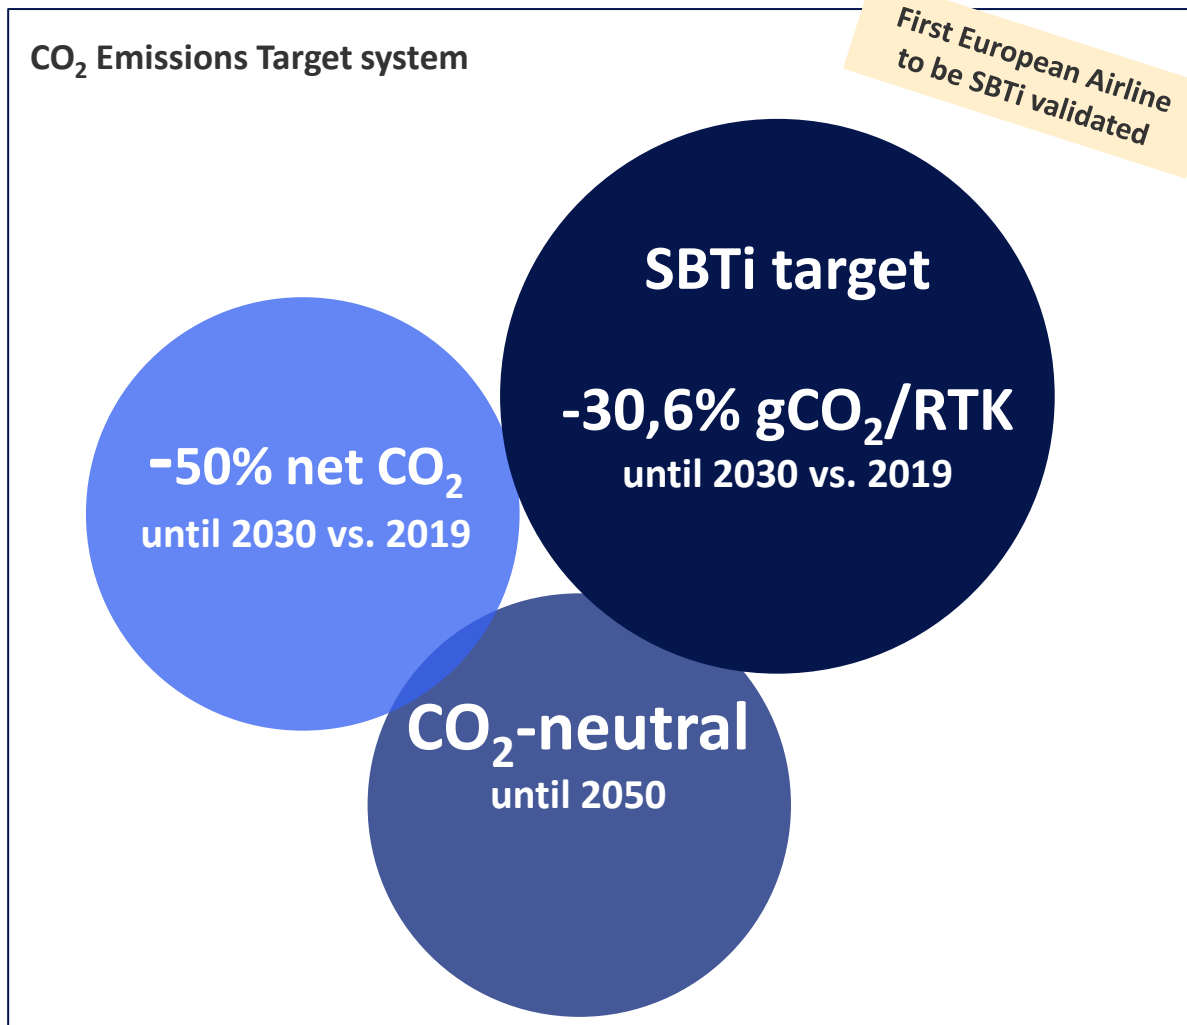 CO₂ Emissions Target system
First European Airline
to be SBTi validated
SBTi target
-30,6% gCO₂/RTK
until 2030 vs. 2019
-50% net CO₂
until 2030 vs. 2019
CO₂-neutral
until 2050